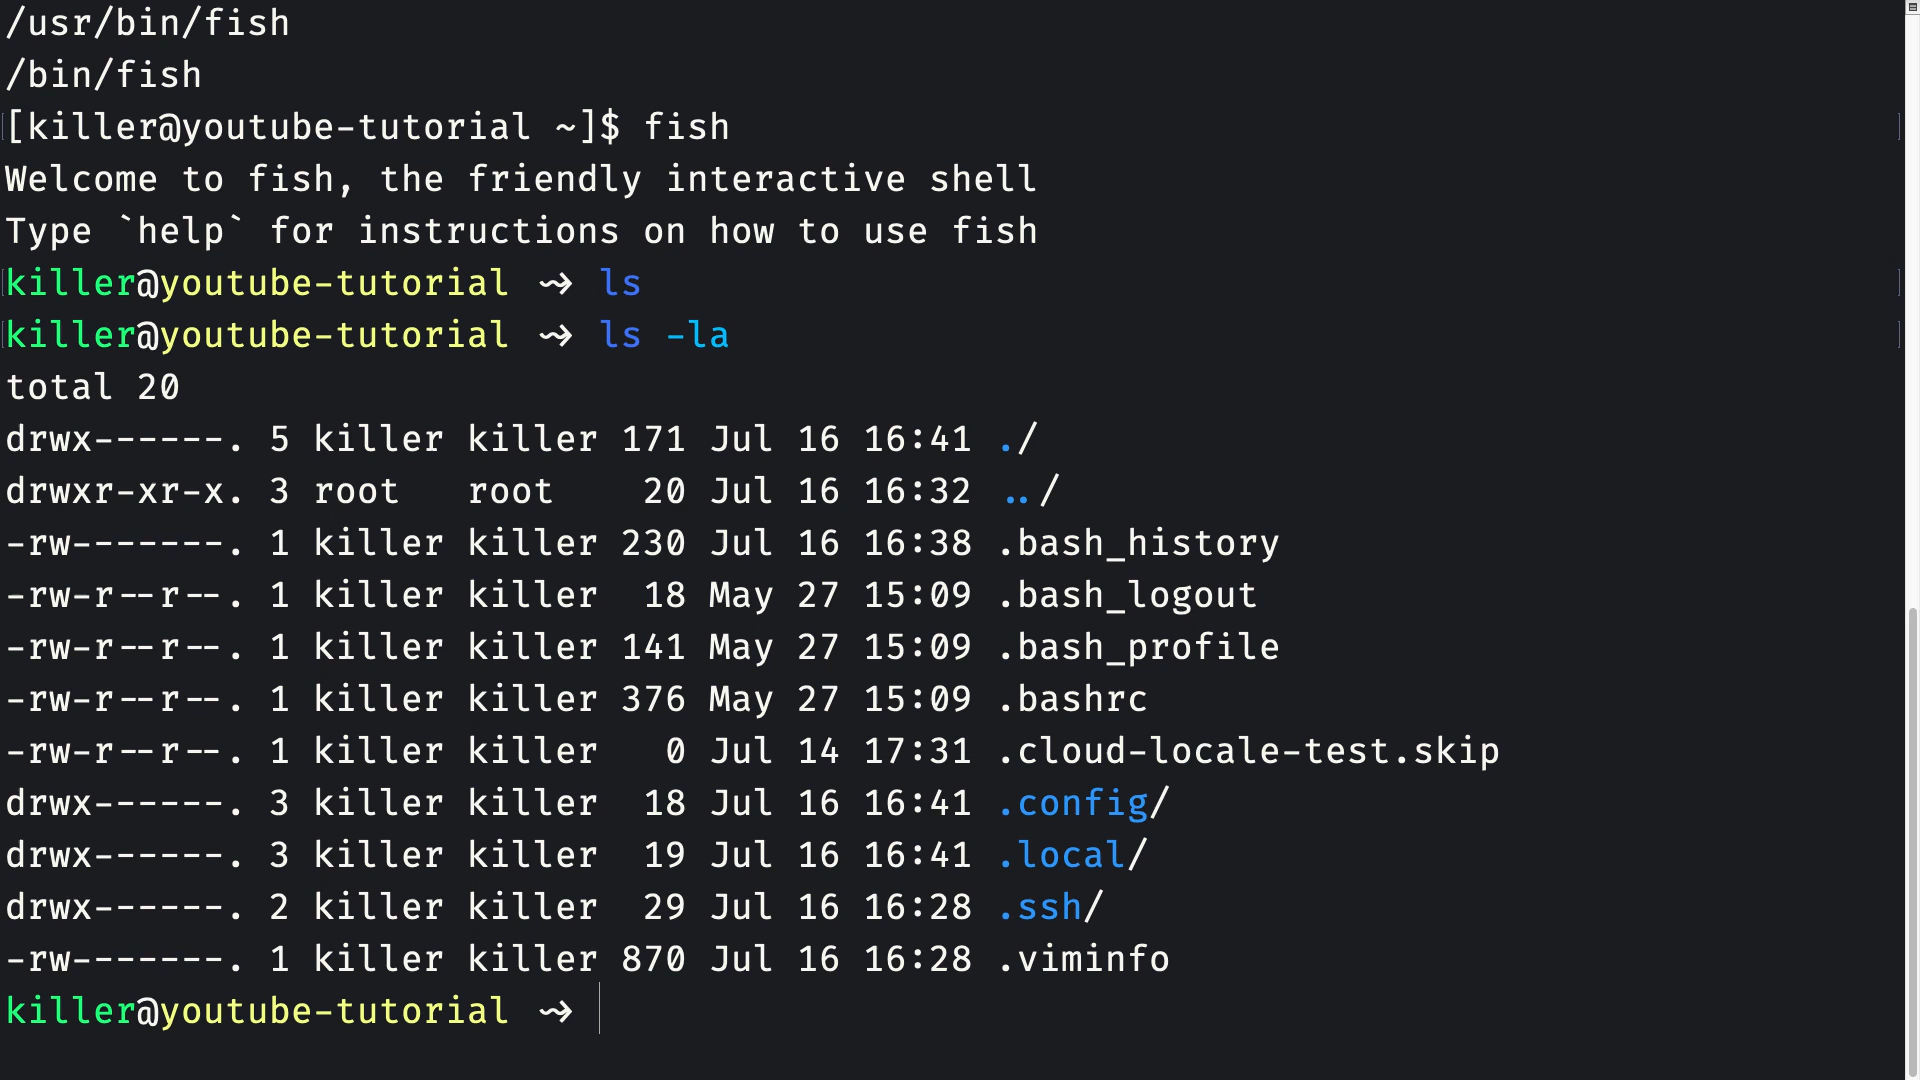 /usr/bin/fish
/bin/fish
[killer@youtube-tutorial ~]$ fish
Welcome to fish, the friendly interactive shell
Type `help` for instructions on how to use fish
killer@youtube-tutorial ~> ls
killer@youtube-tutorial ~> ls -la
total 20
drwx------. 5 killer killer 171 Jul 16 16:41 ./
drwxr-xr-x. 3 root   root    20 Jul 16 16:32 ../
-rw-------. 1 killer killer 230 Jul 16 16:38 .bash_history
-rw-r--r--. 1 killer killer  18 May 27 15:09 .bash_logout
-rw-r--r--. 1 killer killer 141 May 27 15:09 .bash_profile
-rw-r--r--. 1 killer killer 376 May 27 15:09 .bashrc
-rw-r--r--. 1 killer killer   0 Jul 14 17:31 .cloud-locale-test.skip
drwx------. 3 killer killer  18 Jul 16 16:41 .config/
drwx------. 3 killer killer  19 Jul 16 16:41 .local/
drwx------. 2 killer killer  29 Jul 16 16:28 .ssh/
-rw-------. 1 killer killer 870 Jul 16 16:28 .viminfo
killer@youtube-tutorial ~>